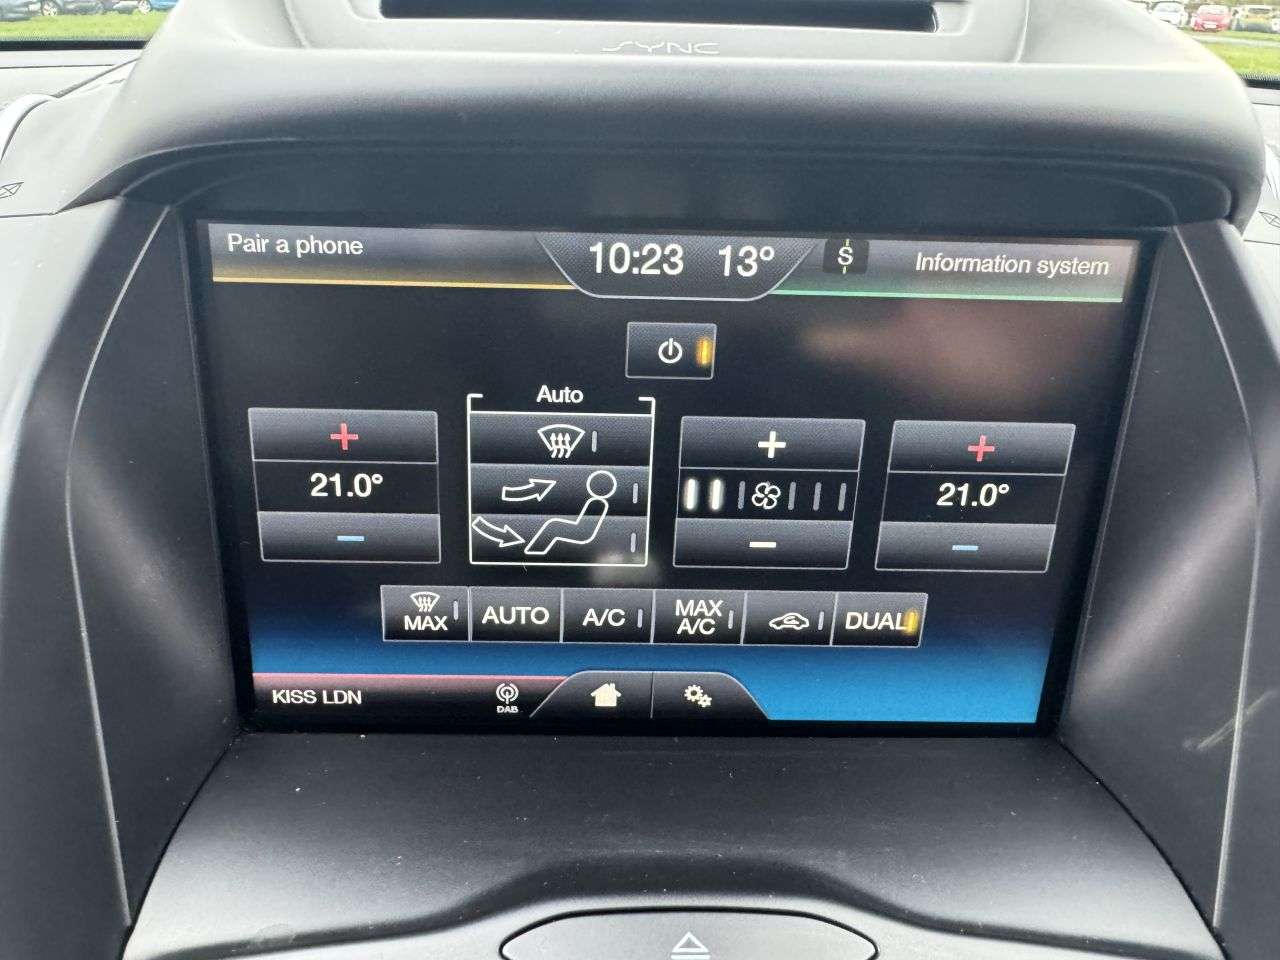 SYNC
Pair a phone
10:23 13°
S
Information system
Auto
+
+
+
21.0°
21.0°
MAX
AUTO
A/C
MAX
A/C
DUAL
KISS LDN
DAB